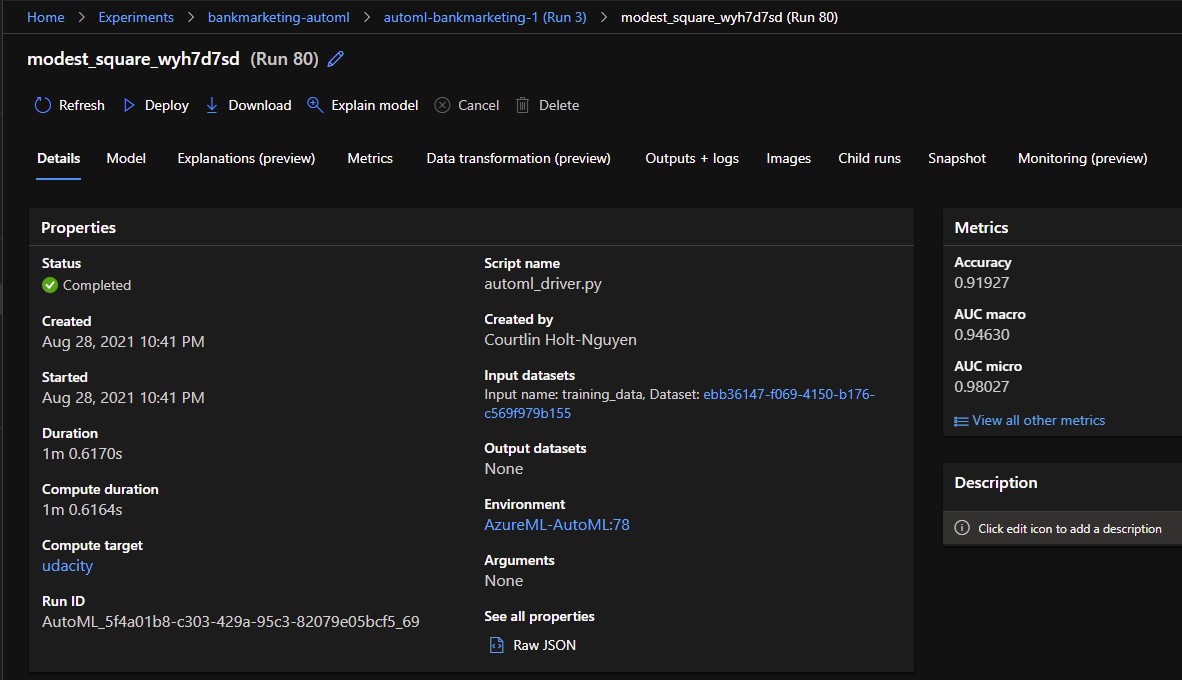 Home > Experiments > bankmarketing-automl > automl-bankmarketing-1 (Run 3) > modest_square_wyh7d7sd (Run 80)
modest_square_wyh7d7sd (Run 80)
Refresh Deploy Download Explain model Cancel Delete
Details Model Explanations (preview) Metrics Data transformation (preview) Outputs + logs Images Child runs Snapshot Monitoring (preview)
Properties
Status
Completed
Created
Aug 28, 2021 10:41 PM
Started
Aug 28, 2021 10:41 PM
Duration
1m 0.6170s
Compute duration
1m 0.6164s
Compute target
udacity
Run ID
AutoML_5f4a01b8-c303-429a-95c3-82079e05bcf5_69
Script name
automl_driver.py
Created by
Courtlin Holt-Nguyen
Input datasets
Input name: training_data, Dataset: ebb36147-f069-4150-b176-
c569f979b155
Output datasets
None
Environment
AzureML-AutoML:78
Arguments
None
See all properties
Raw JSON
Metrics
Accuracy
0.91927
AUC macro
0.94630
AUC micro
0.98027
View all other metrics
Description
Click edit icon to add a description